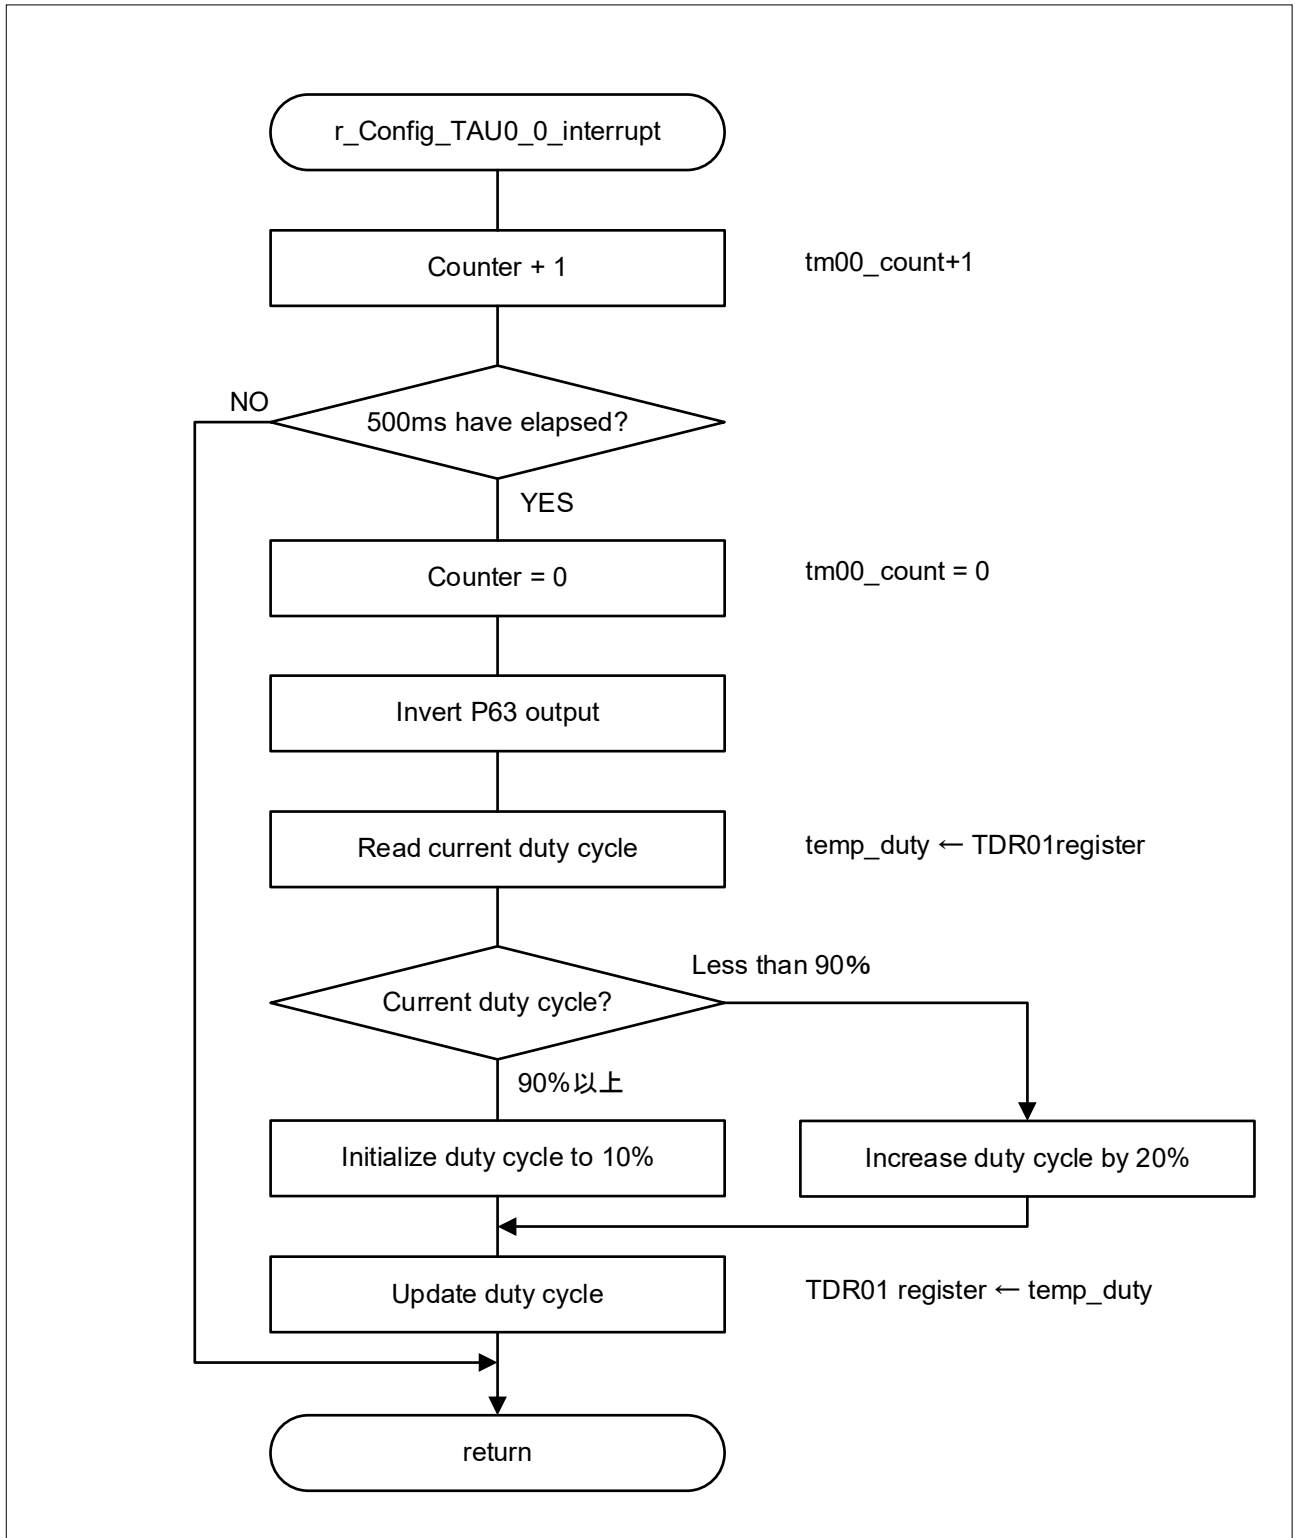 r_Config_TAU0_0_interrupt
Counter + 1
tm00_count+1
NO
500ms have elapsed?
YES
Counter = 0
tm00_count = 0
Invert P63 output
Read current duty cycle
temp_duty ← TDR01register
Less than 90%
Current duty cycle?
90%以上
Initialize duty cycle to 10%
Increase duty cycle by 20%
Update duty cycle
TDR01 register ← temp_duty
return